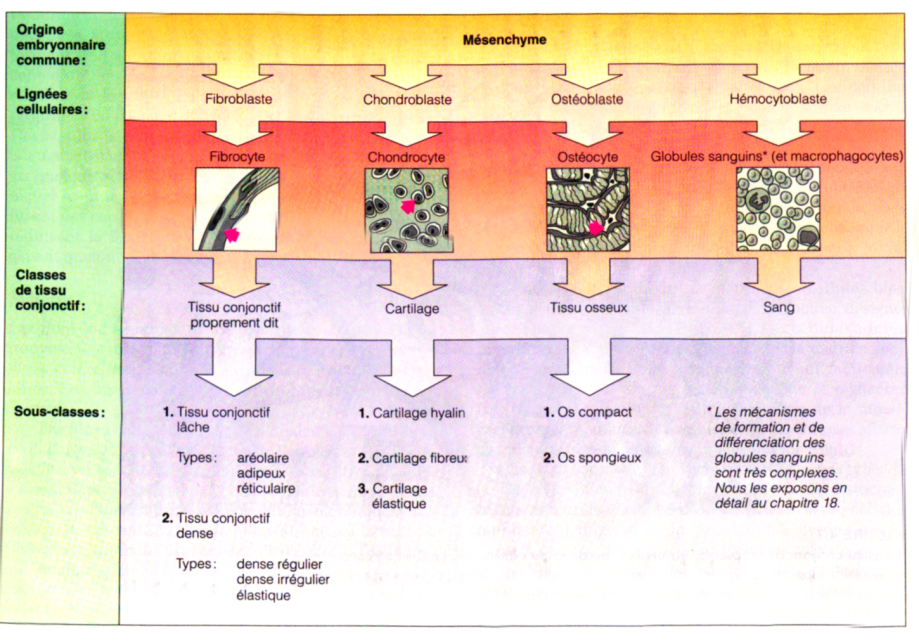 Origine
embryonnaire
commune :
Mésenchyme
Lignées
cellulaires :
Fibroblaste
Chondroblaste
Ostéoblaste
Hémocytoblaste
Fibrocyte
Chondrocyte
Ostéocyte
Globules sanguins* (et macrophagocytes)
Classes
de tissu
conjonctif :
Tissu conjonctif
proprement dit
Cartilage
Tissu osseux
Sang
Sous-classes :
1. Tissu conjonctif
lâche
Types : aréolaire
adipeux
réticulaire
2. Tissu conjonctif
dense
Types : dense régulier
dense irrégulier
élastique
1. Cartilage hyalin
2. Cartilage fibreux
3. Cartilage
élastique
1. Os compact
2. Os spongieux
* Les mécanismes
de formation et de
différenciation des
globules sanguins
sont très complexes.
Nous les exposons en
détail au chapitre 18.